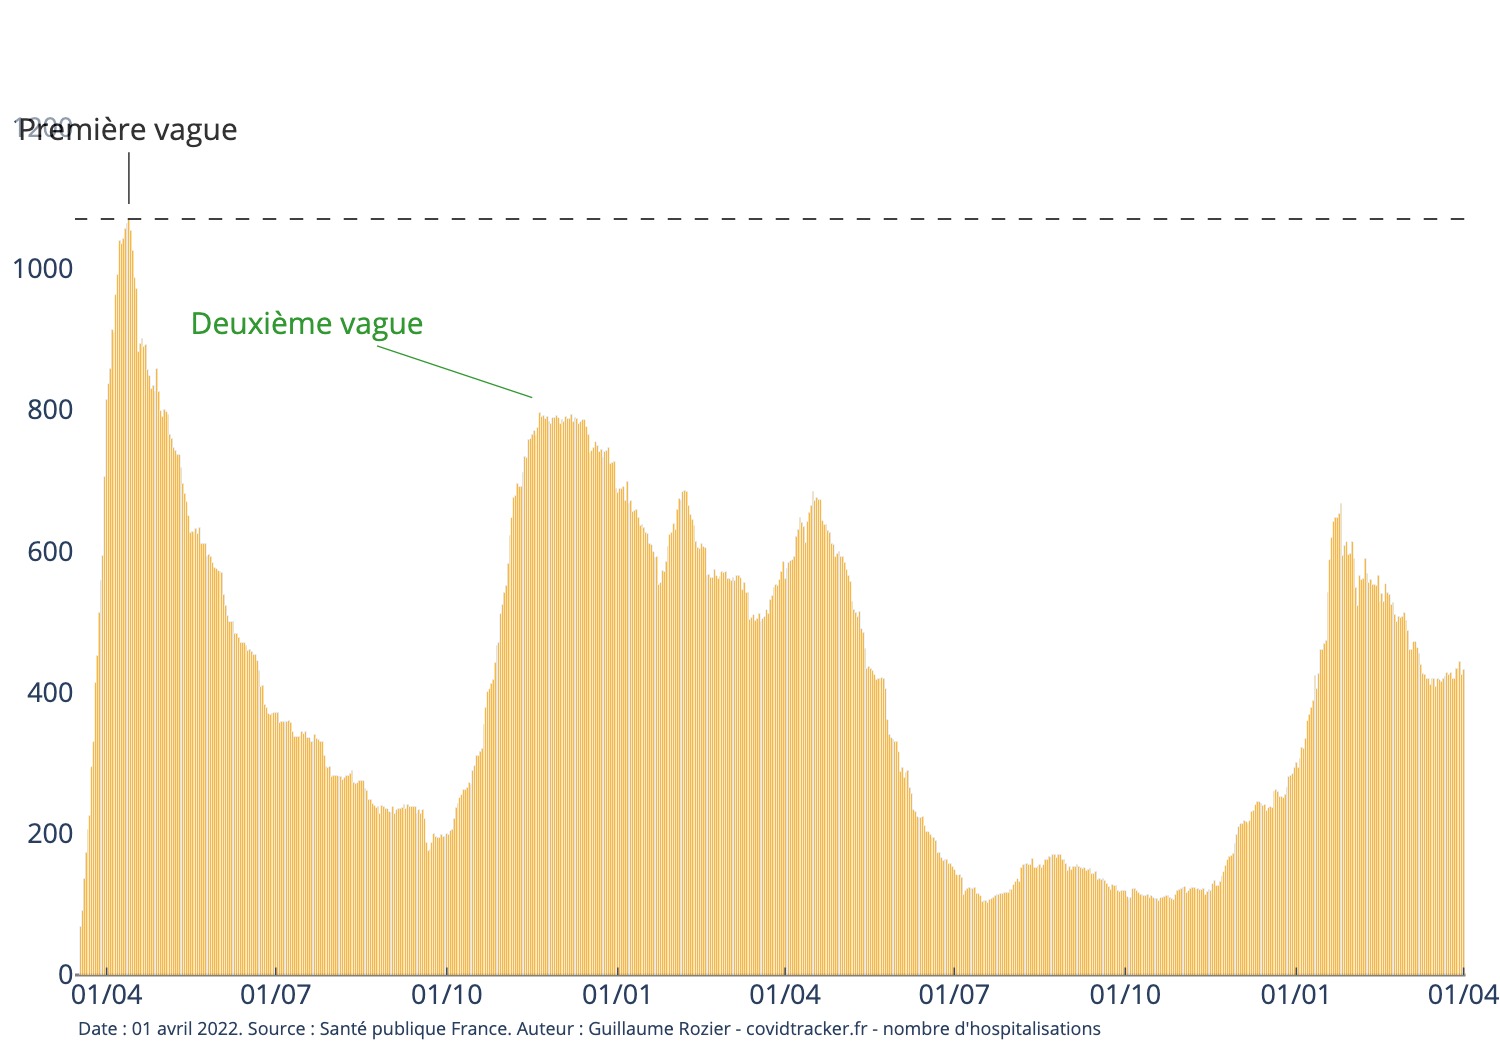 1200
Première vague
1000
Deuxième vague
800
600
400
200
0
01/04 01/07 01/10 01/01 01/04 01/07 01/10 01/01 01/04
Date : 01 avril 2022. Source : Santé publique France. Auteur : Guillaume Rozier - covidtracker.fr - nombre d'hospitalisations